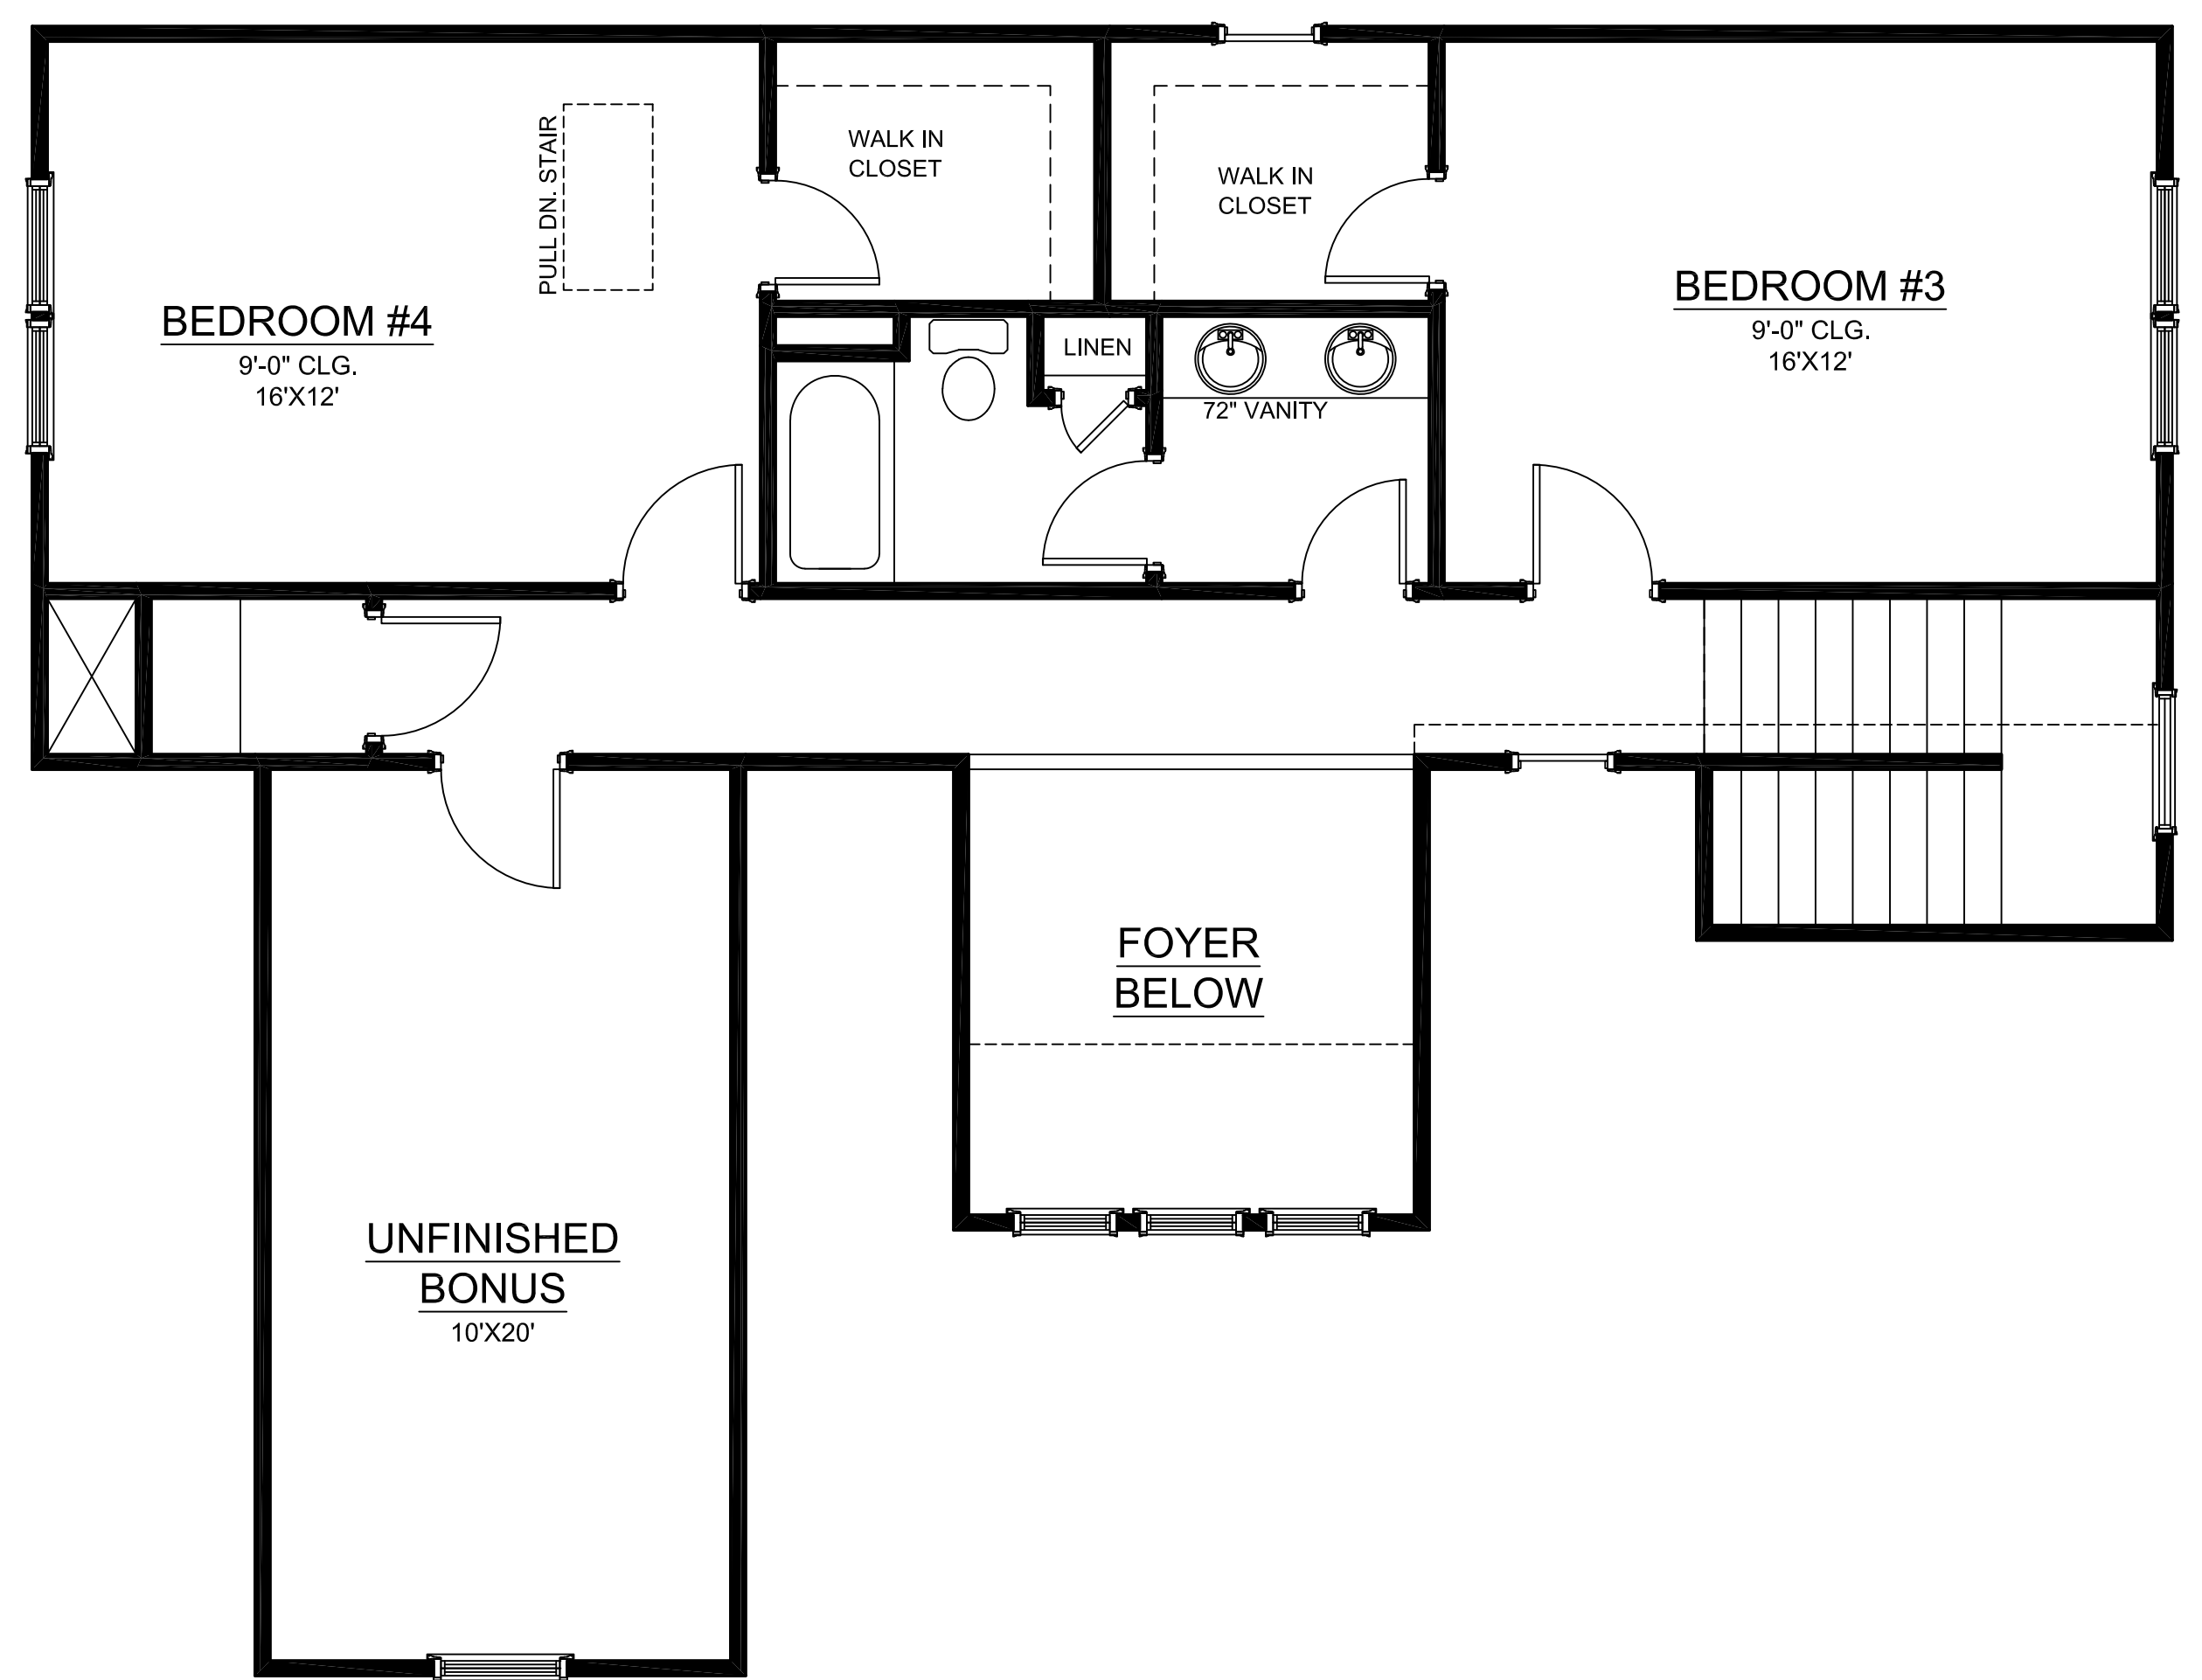 PULL DN. STAIR
WALK IN
CLOSET
WALK IN
CLOSET
BEDROOM #4
9'-0" CLG.
16'X12'
BEDROOM #3
9'-0" CLG.
16'X12'
LINEN
72" VANITY
FOYER
BELOW
UNFINISHED
BONUS
10'X20'